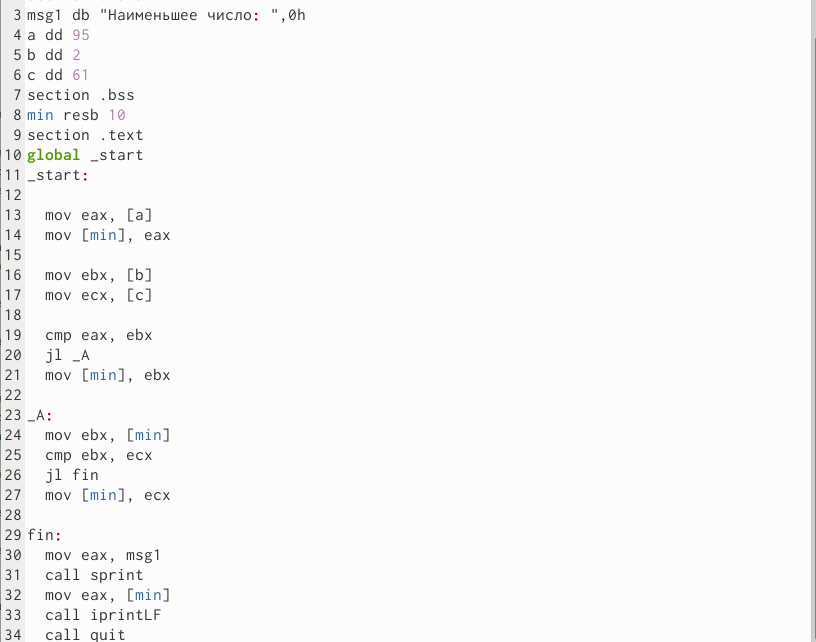 3 msg1 db "Наименьшее число: ",0h
4 a dd 95
5 b dd 2
6 c dd 61
7 section .bss
8 min resb 10
9 section .text
10 global _start
11 _start:
12
13 mov eax, [a]
14 mov [min], eax
15
16 mov ebx, [b]
17 mov ecx, [c]
18
19 cmp eax, ebx
20 jl _A
21 mov [min], ebx
22
23 _A:
24 mov ebx, [min]
25 cmp ebx, ecx
26 jl fin
27 mov [min], ecx
28
29 fin:
30 mov eax, msg1
31 call sprint
32 mov eax, [min]
33 call iprintLF
34 call quit